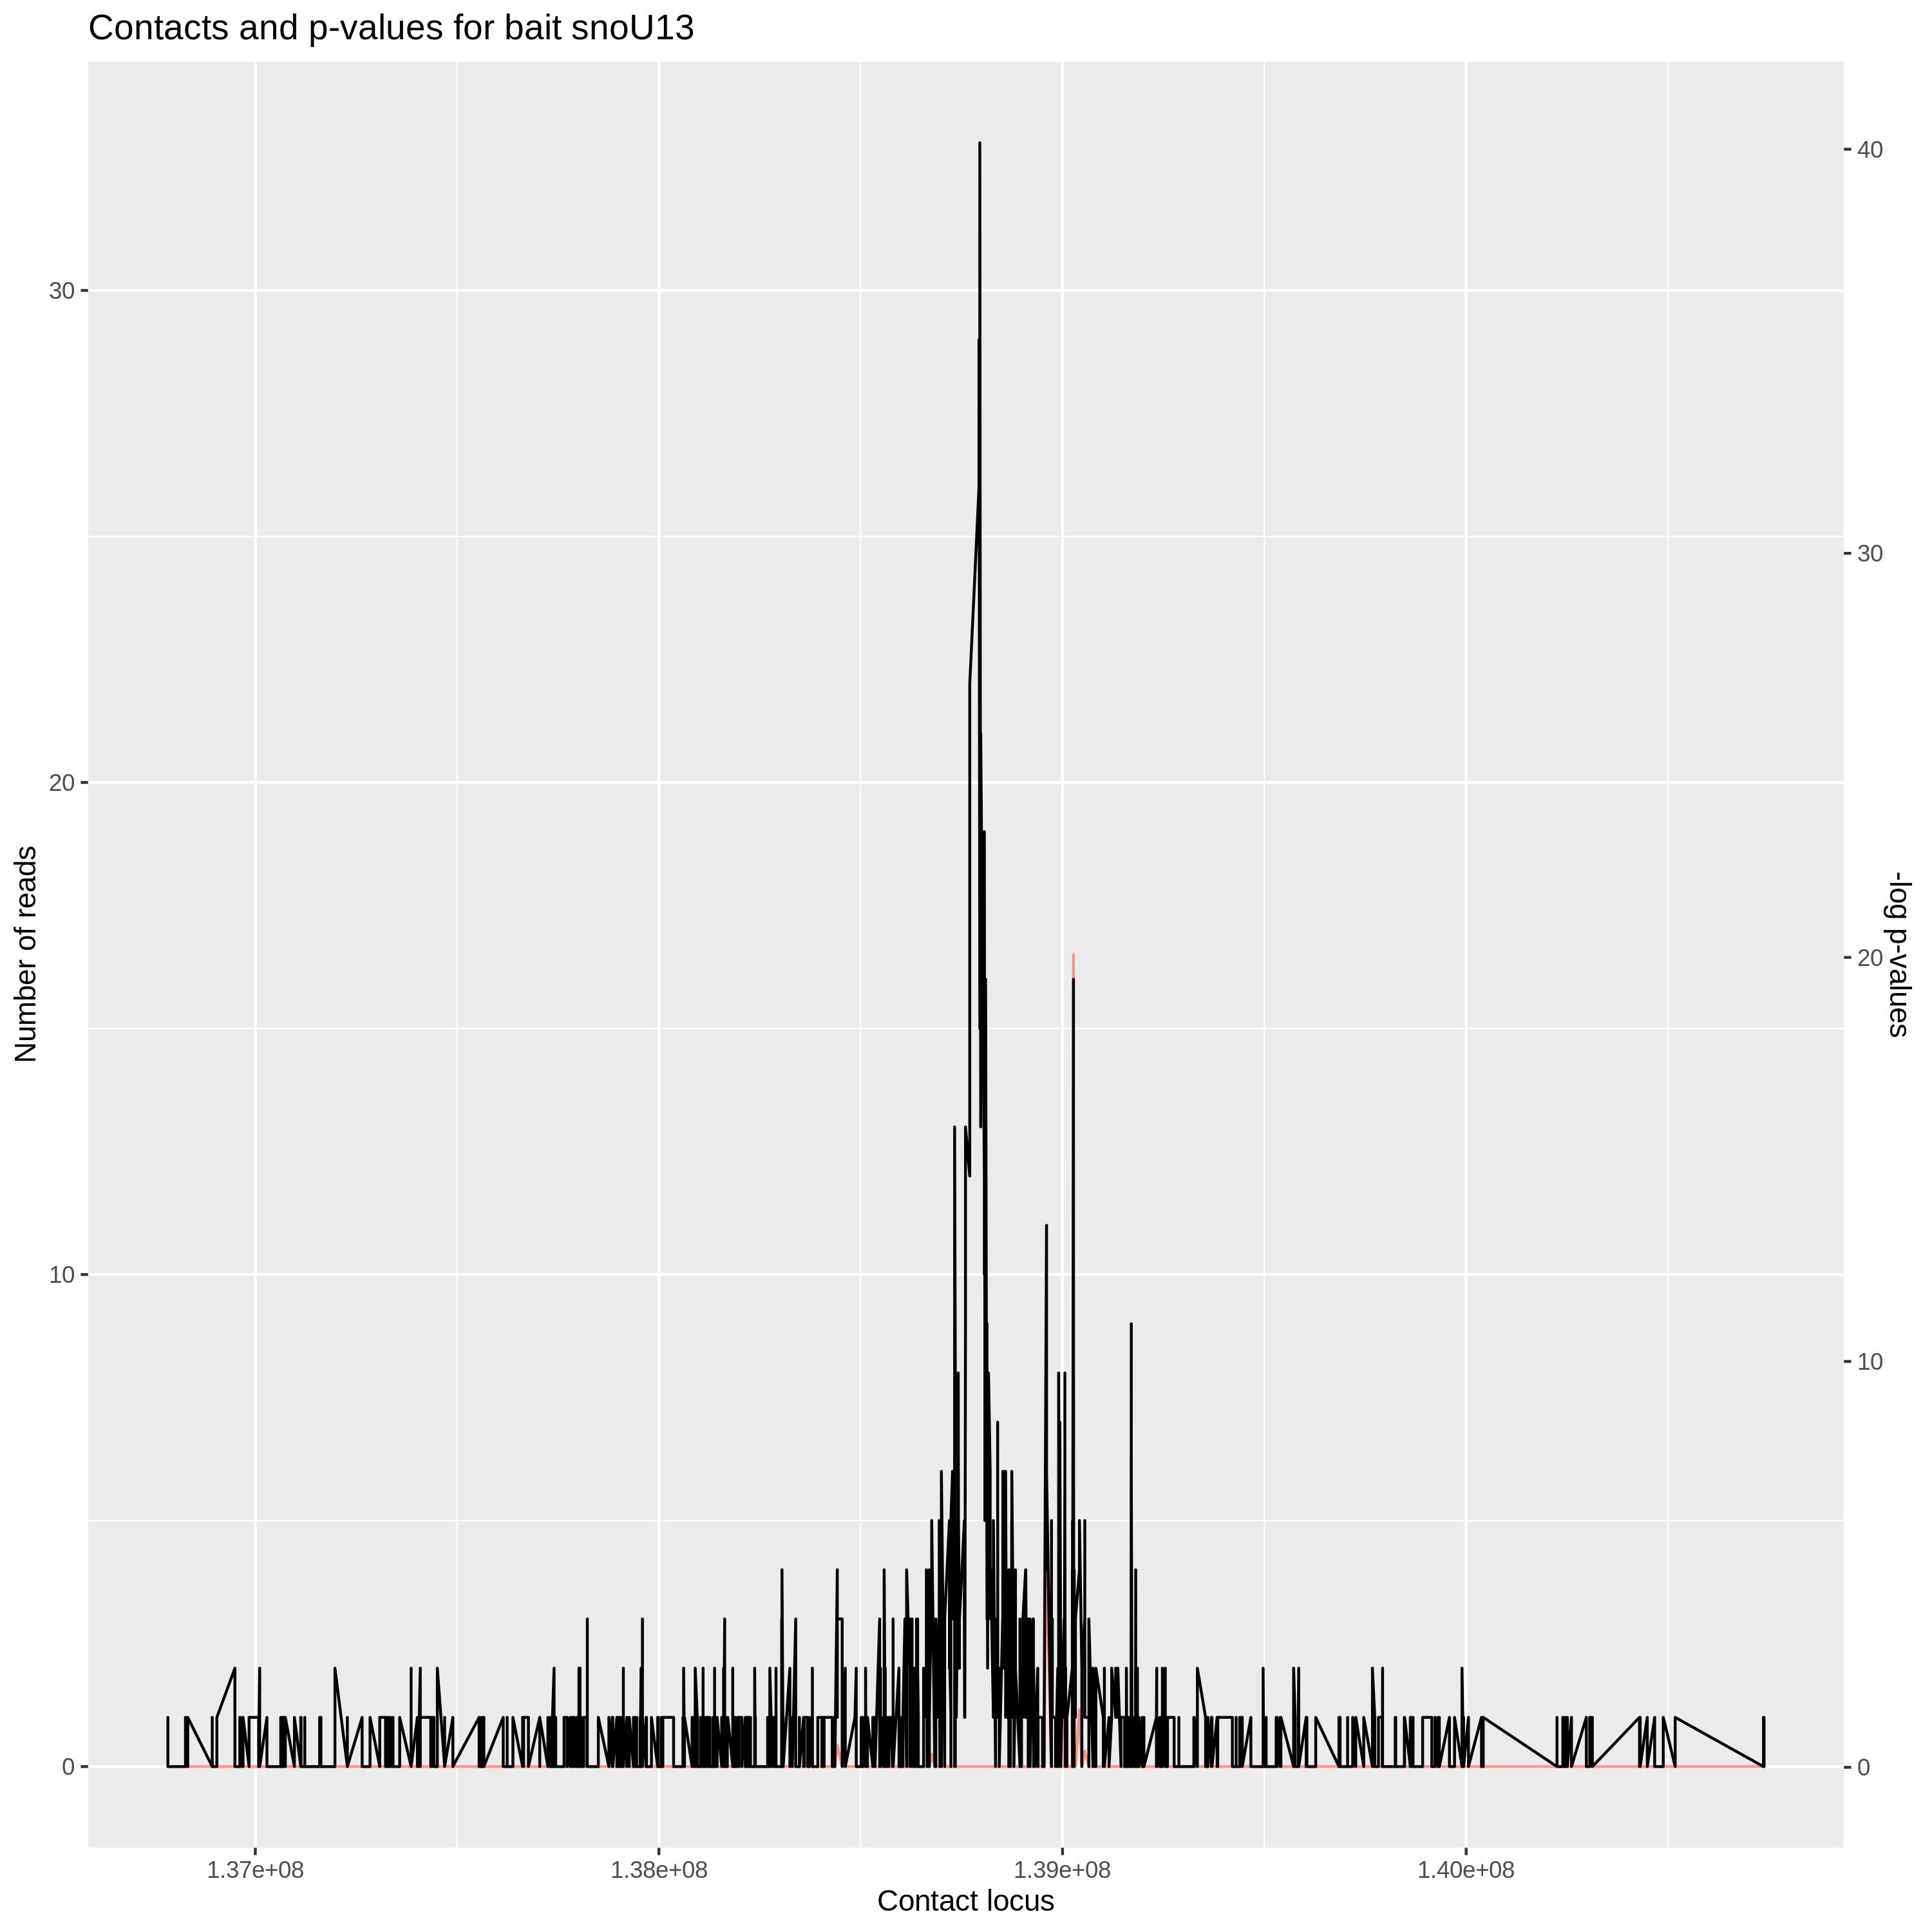 Contacts and p-values for bait snoU13
Number of reads
30
20
10
0
40
30
20
10
0
-log p-values
1.37e+08
1.38e+08
1.39e+08
1.40e+08
Contact locus